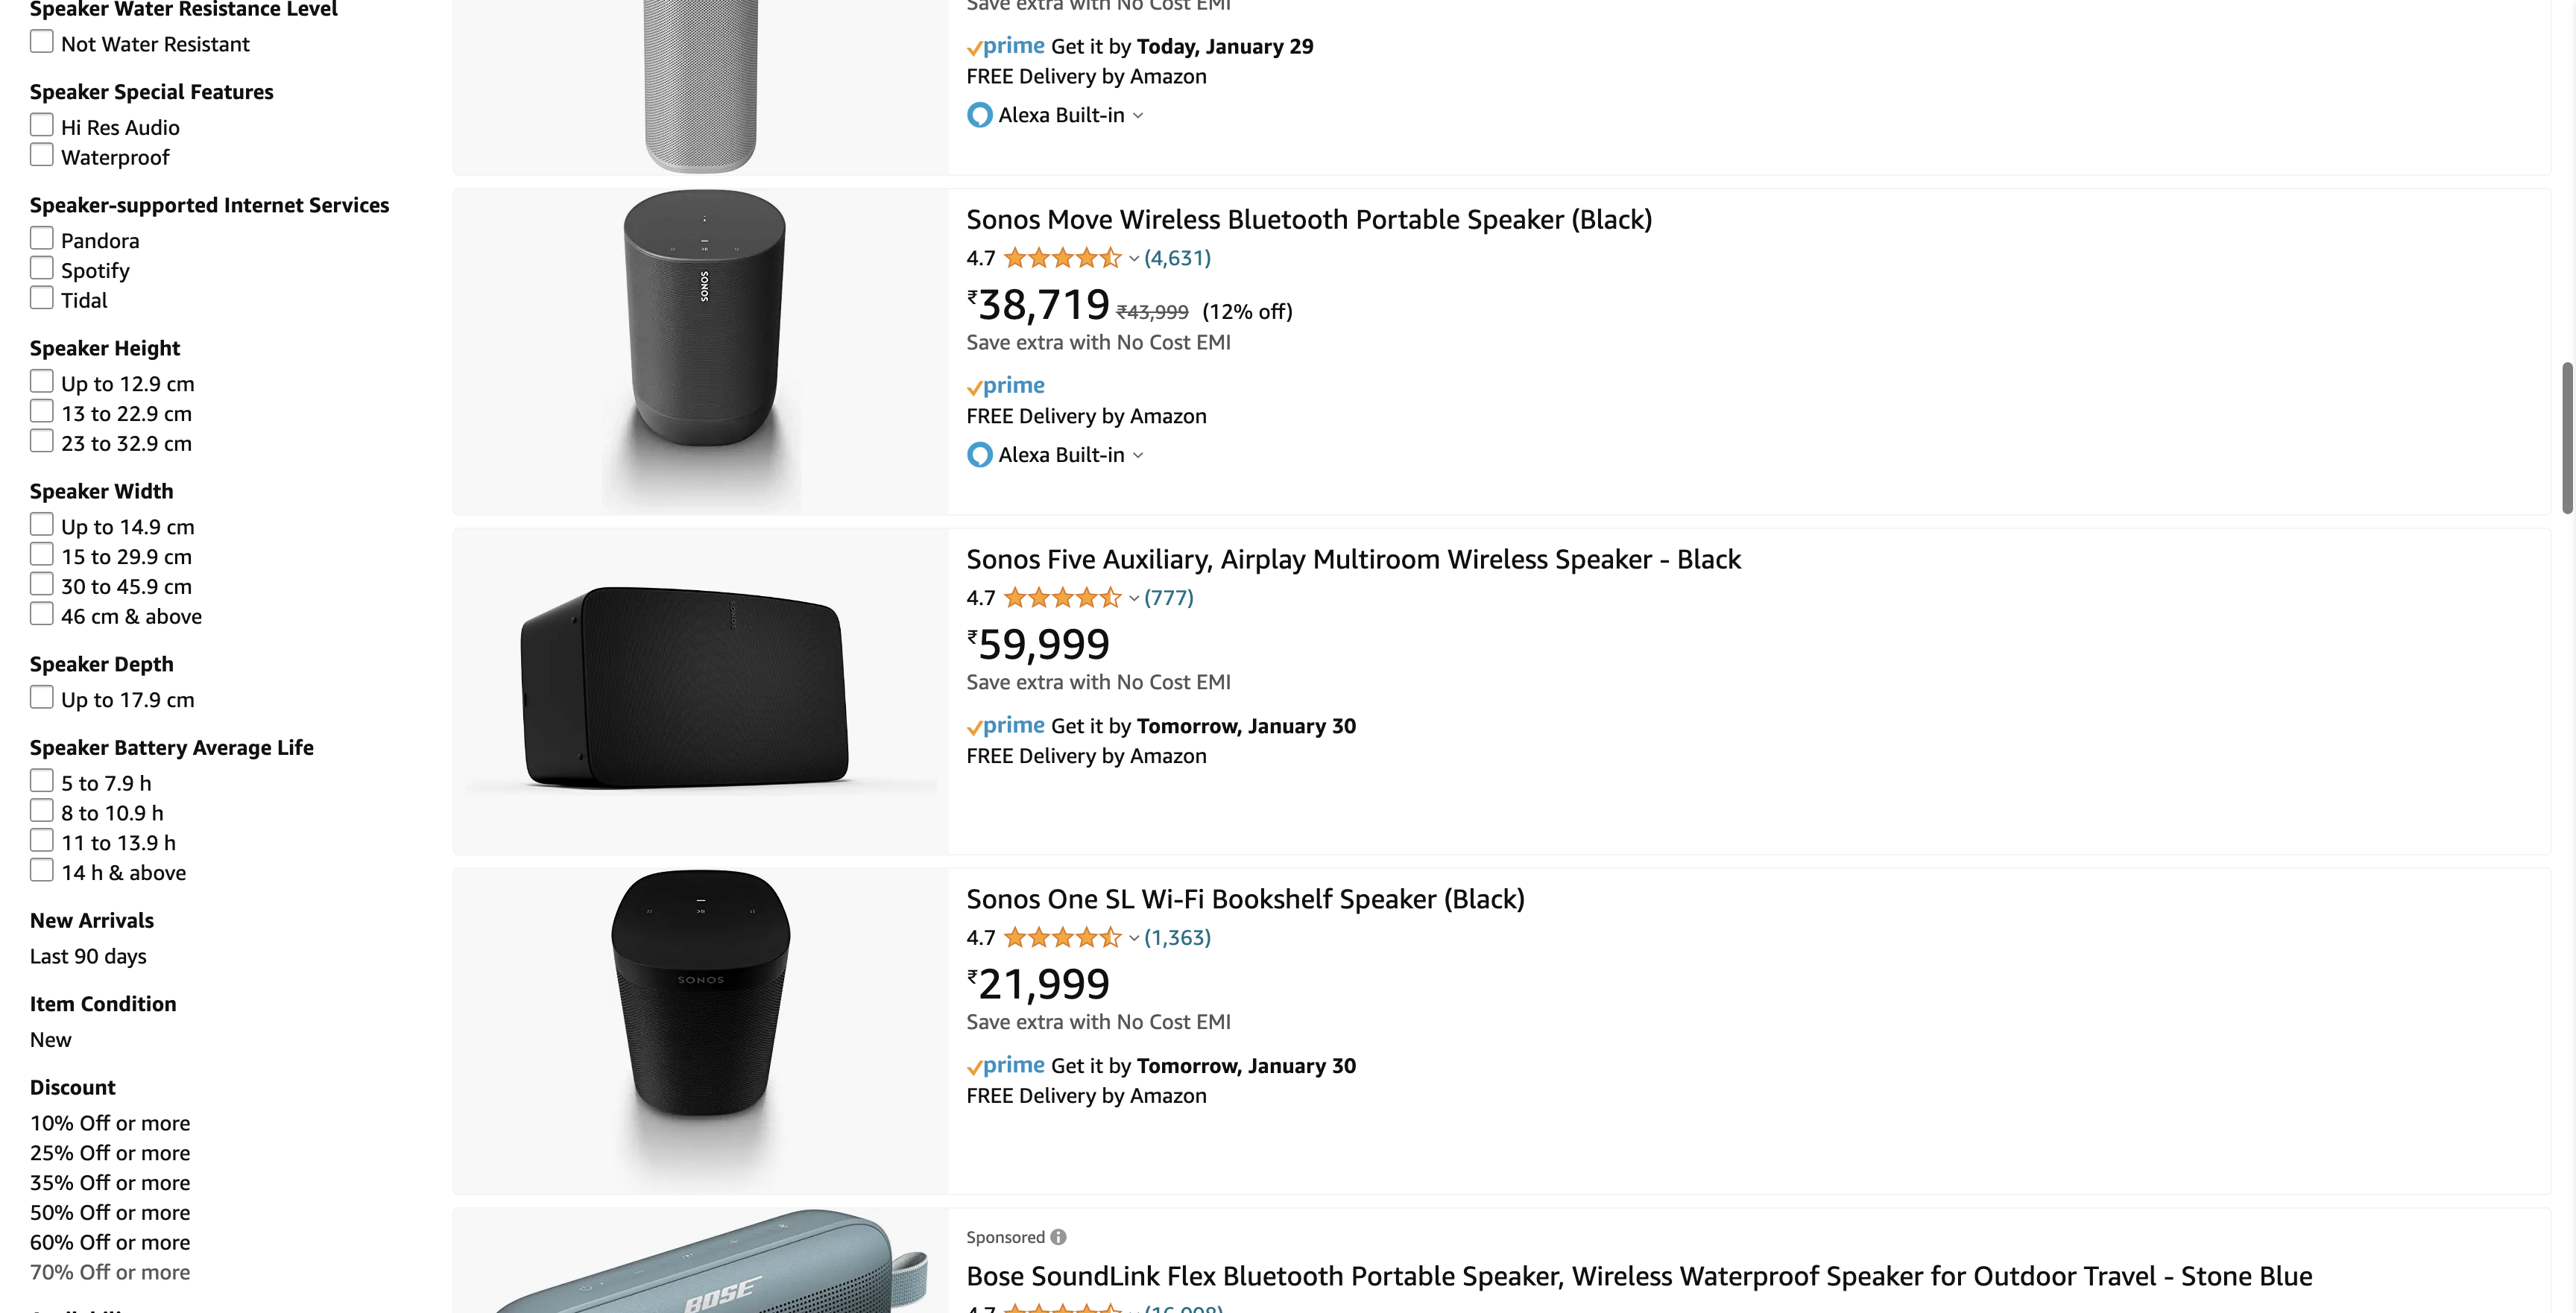 Speaker Water Resistance Level
Not Water Resistant
Speaker Special Features
Hi Res Audio
Waterproof
Speaker-supported Internet Services
Pandora
Spotify
Tidal
Speaker Height
Up to 12.9 cm
13 to 22.9 cm
23 to 32.9 cm
Speaker Width
Up to 14.9 cm
15 to 29.9 cm
30 to 45.9 cm
46 cm & above
Speaker Depth
Up to 17.9 cm
Speaker Battery Average Life
5 to 7.9 h
8 to 10.9 h
11 to 13.9 h
14 h & above
New Arrivals
Last 90 days
Item Condition
New
Discount
10% Off or more
25% Off or more
35% Off or more
50% Off or more
60% Off or more
70% Off or more
Save extra with No Cost EMI
prime Get it by Today, January 29
FREE Delivery by Amazon
Alexa Built-in
SONOS
Sonos Move Wireless Bluetooth Portable Speaker (Black)
4.7 (4,631)
₹38,719 ₹43,999 (12% off)
Save extra with No Cost EMI
prime
FREE Delivery by Amazon
Alexa Built-in
SONOS
Sonos Five Auxiliary, Airplay Multiroom Wireless Speaker - Black
4.7 (777)
₹59,999
Save extra with No Cost EMI
prime Get it by Tomorrow, January 30
FREE Delivery by Amazon
SONOS
Sonos One SL Wi-Fi Bookshelf Speaker (Black)
4.7 (1,363)
₹21,999
Save extra with No Cost EMI
prime Get it by Tomorrow, January 30
FREE Delivery by Amazon
BOSE
Sponsored
Bose SoundLink Flex Bluetooth Portable Speaker, Wireless Waterproof Speaker for Outdoor Travel - Stone Blue
4.7